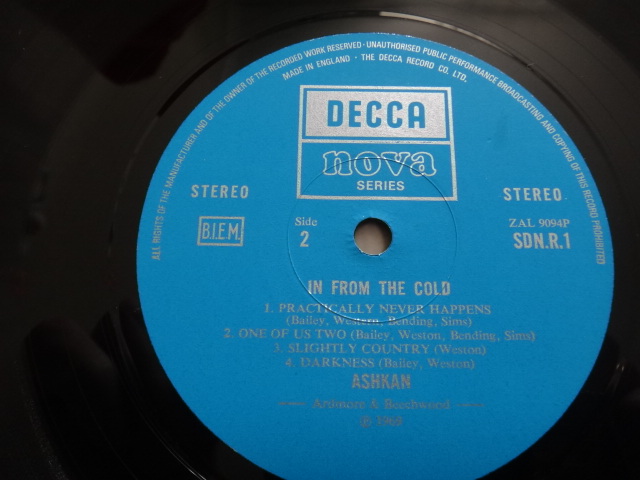 ALL RIGHTS OF THE MANUFACTURER AND OF THE OWNER OF THE RECORDED WORK RESERVED · UNAUTHORISED PUBLIC PERFORMANCE BROADCASTING AND COPYING OF THIS RECORD PROHIBITED
MADE IN ENGLAND · THE DECCA RECORD CO. LTD.
DECCA
nova
SERIES
STEREO
STEREO
B.I.E.M.
Side
2
ZAL 9094P
SDN.R.1
IN FROM THE COLD
1. PRACTICALLY NEVER HAPPENS
(Bailey, Western, Bending, Sims)
2. ONE OF US TWO (Bailey, Weston, Bending, Sims)
3. SLIGHTLY COUNTRY (Weston)
4. DARKNESS (Bailey, Weston)
ASHKAN
Ardmore & Beechwood
℗ 1969